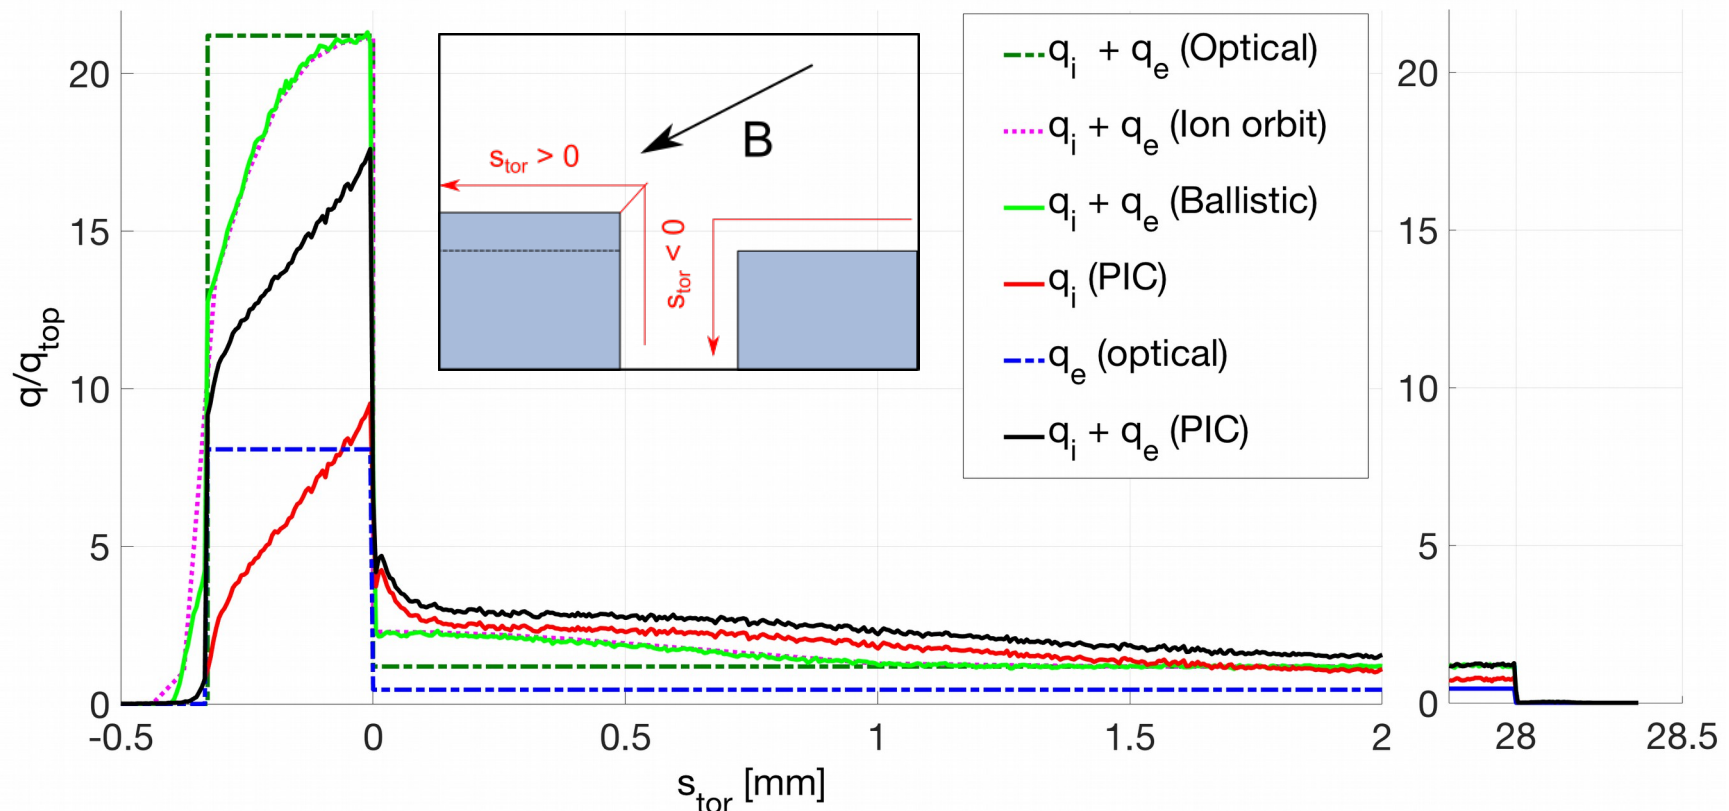 q/q_top
20
15
10
5
0
-0.5
0
0.5
1
1.5
2
s_tor [mm]
s_tor > 0
B
s_tor < 0
q_i + q_e (Optical)
q_i + q_e (Ion orbit)
q_i + q_e (Ballistic)
q_i (PIC)
q_e (optical)
q_i + q_e (PIC)
20
15
10
5
0
28
28.5